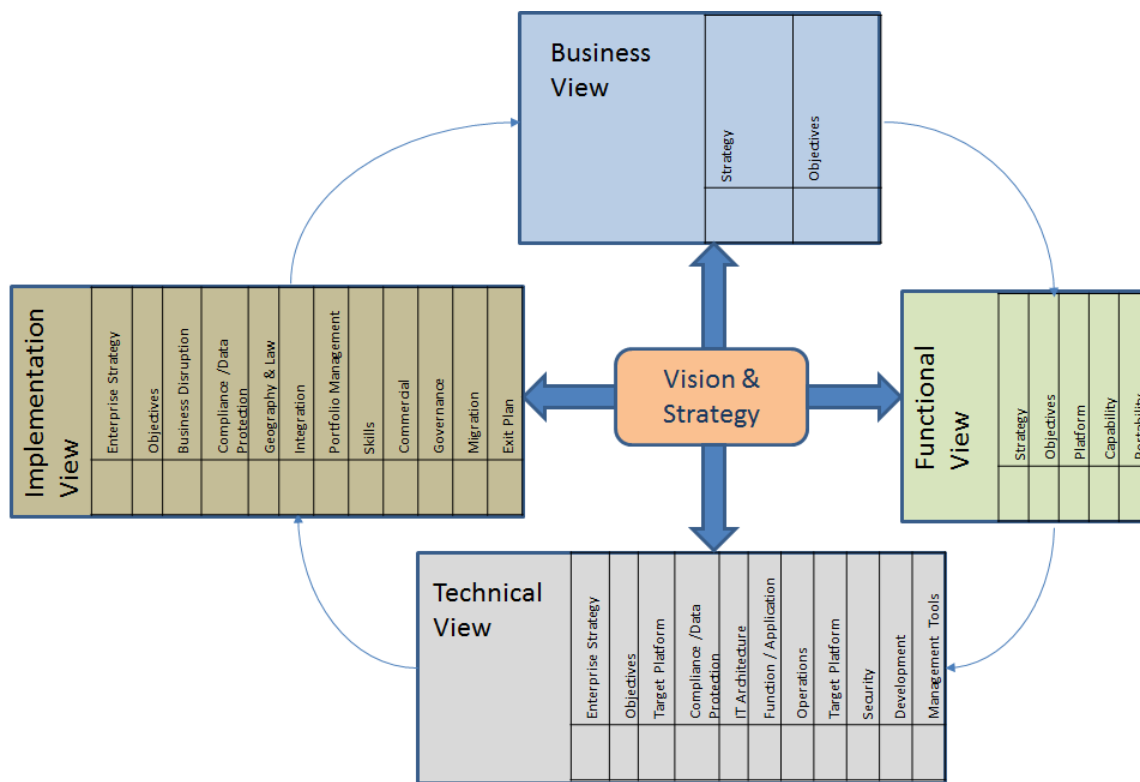 Business
View
Strategy
Objectives
Implementation
View
Enterprise Strategy
Objectives
Business Disruption
Compliance /Data
Protection
Geography & Law
Integration
Portfolio Management
Skills
Commercial
Governance
Migration
Exit Plan
Vision &
Strategy
Functional
View
Strategy
Objectives
Platform
Capability
Portability
Technical
View
Enterprise Strategy
Objectives
Target Platform
Compliance /Data
Protection
IT Architecture
Function / Application
Operations
Target Platform
Security
Development
Management Tools